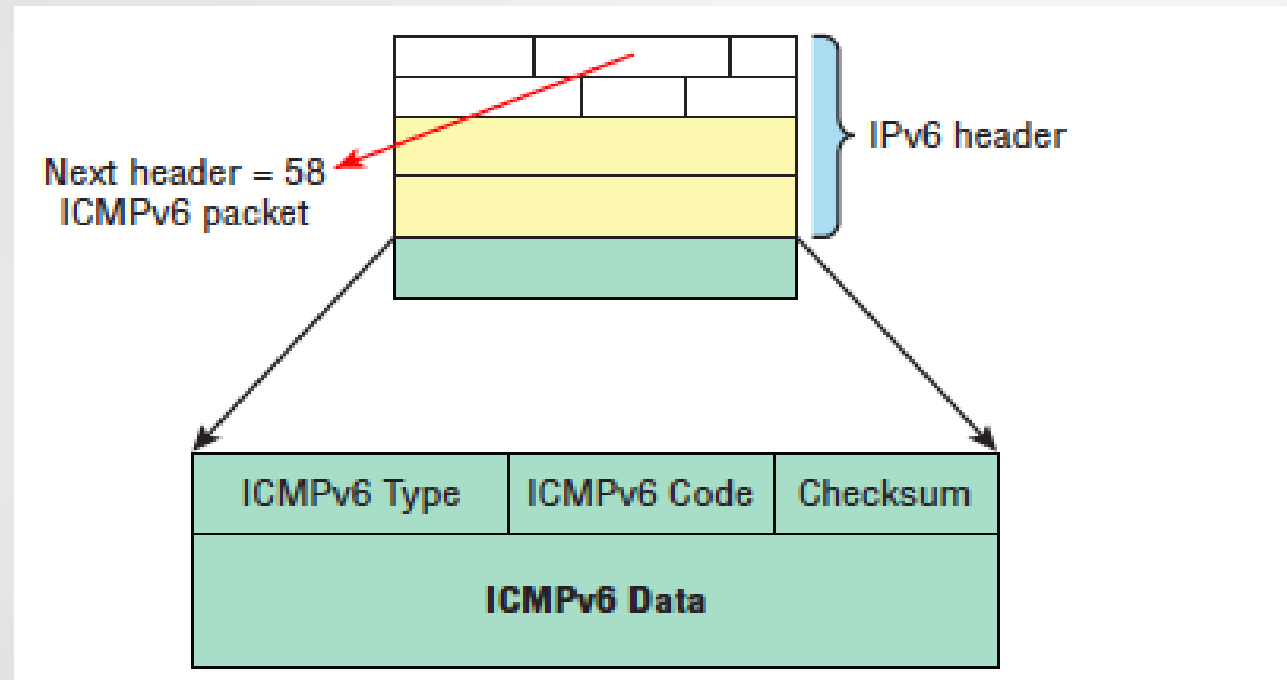 IPv6 header
Next header = 58
ICMPv6 packet
ICMPv6 Type
ICMPv6 Code
Checksum
ICMPv6 Data